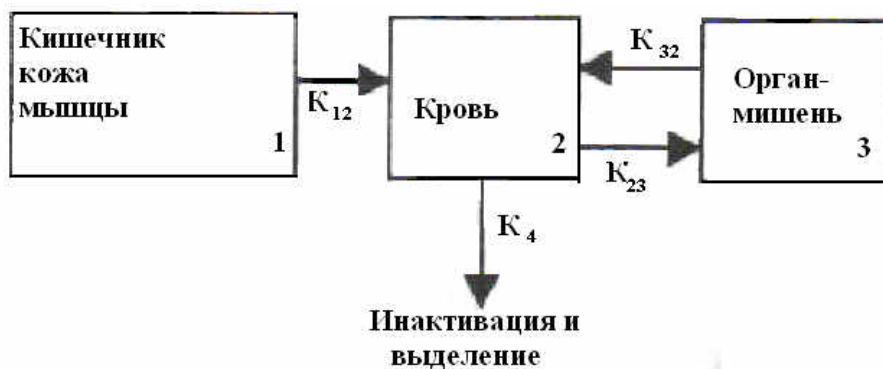 Кишечник
кожа
мышцы
1
К 12
Кровь
2
К 32
К 23
Орган-
мишень
3
К 4
Инактивация и
выделение